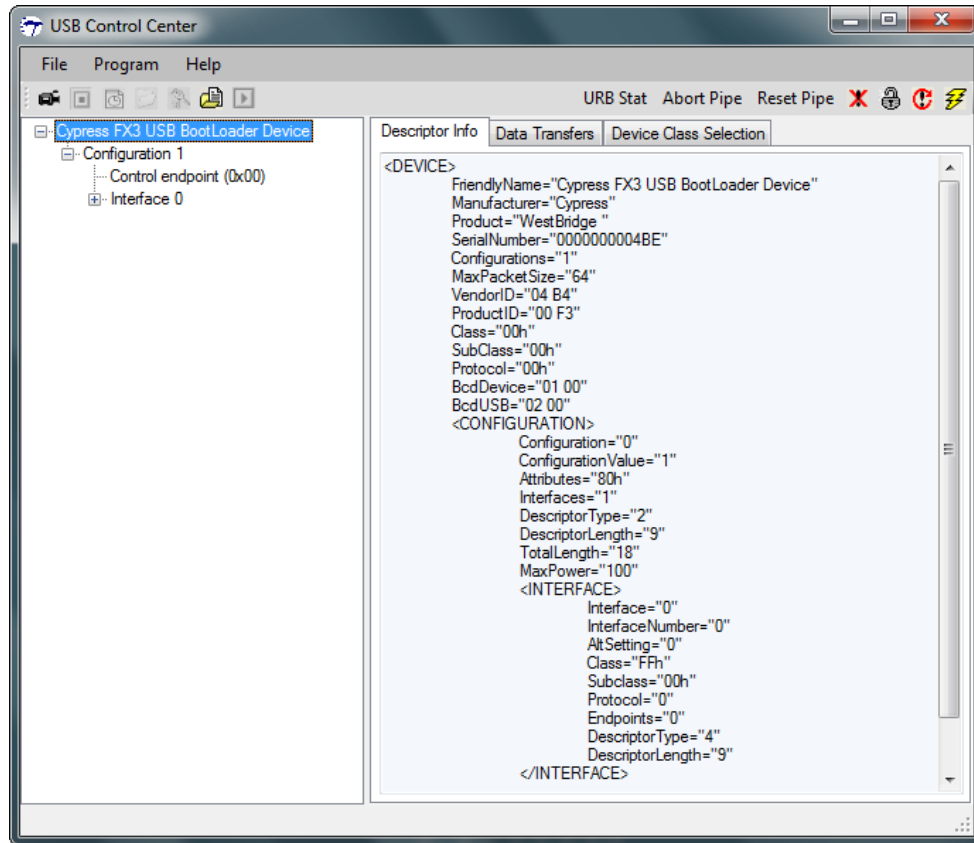 USB Control Center
File Program Help
URB Stat Abort Pipe Reset Pipe
Cypress FX3 USB BootLoader Device
Configuration 1
Control endpoint (0x00)
Interface 0
Descriptor Info Data Transfers Device Class Selection
<DEVICE>
FriendlyName="Cypress FX3 USB BootLoader Device"
Manufacturer="Cypress"
Product="WestBridge "
SerialNumber="0000000004BE"
Configurations="1"
MaxPacketSize="64"
VendorID="04 B4"
ProductID="00 F3"
Class="00h"
SubClass="00h"
Protocol="00h"
BcdDevice="01 00"
BcdUSB="02 00"
<CONFIGURATION>
Configuration="0"
ConfigurationValue="1"
Attributes="80h"
Interfaces="1"
DescriptorType="2"
DescriptorLength="9"
TotalLength="18"
MaxPower="100"
<INTERFACE>
Interface="0"
InterfaceNumber="0"
AltSetting="0"
Class="FFh"
Subclass="00h"
Protocol="0"
Endpoints="0"
DescriptorType="4"
DescriptorLength="9"
</INTERFACE>